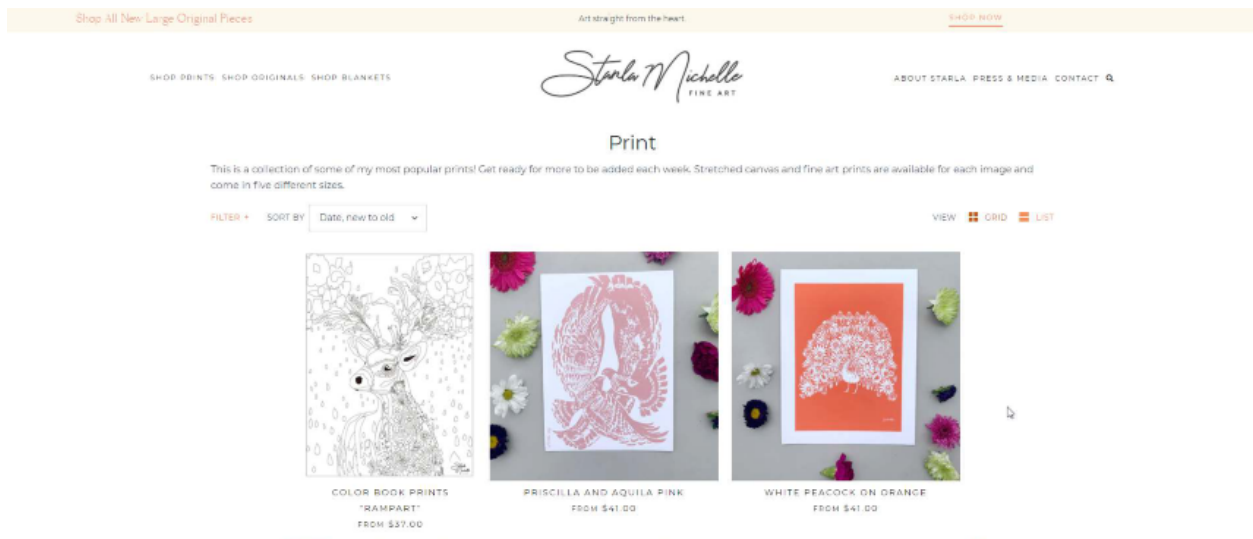 Shop All New Large Original Pieces
Art straight from the heart.
SHOP NOW
SHOP PRINTS SHOP ORIGINALS SHOP BLANKETS
Starla Michelle
FINE ART
ABOUT STARLA PRESS & MEDIA CONTACT
Print
This is a collection of some of my most popular prints! Get ready for more to be added each week. Stretched canvas and fine art prints are available for each image and
come in five different sizes.
FILTER +
SORT BY
Date, new to old
VIEW
GRID
LIST
COLOR BOOK PRINTS
"RAMPART"
FROM $37.00
PRISCILLA AND AQUILA PINK
FROM $41.00
WHITE PEACOCK ON ORANGE
FROM $41.00